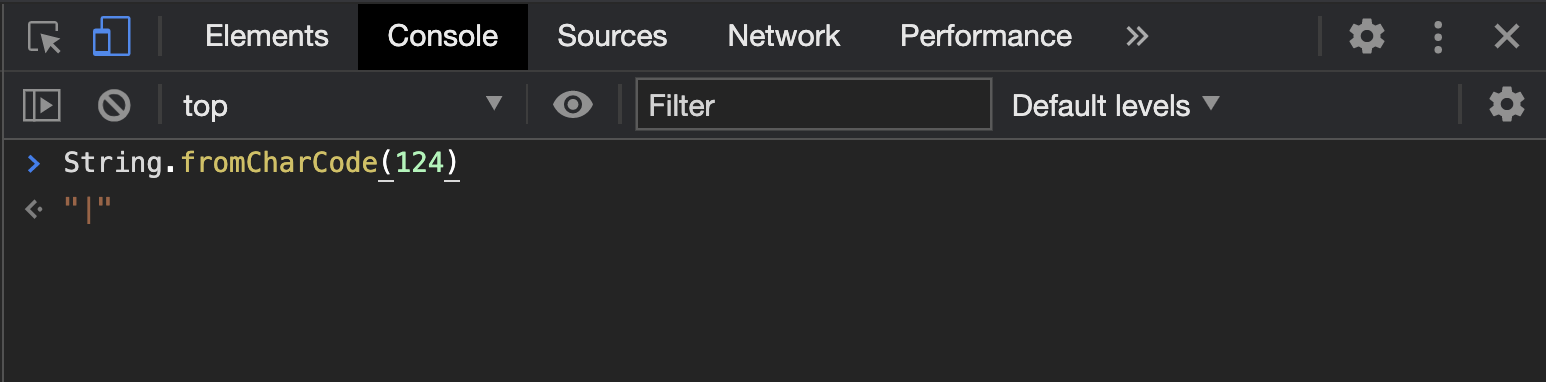 Elements Console Sources Network Performance »
top ▼ Filter Default levels ▼
> String.fromCharCode(124)
"|"